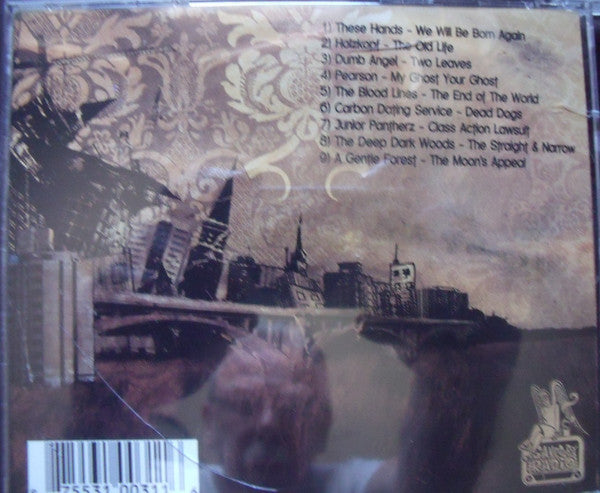 1) These Hands - We Will Be Born Again
2) Holzkopf - The Old Life
3) Dumb Angel - Two Leaves
4) Pearson - My Ghost Your Ghost
5) The Blood Lines - The End of The World
6) Carbon Dating Service - Dead Dogs
7) Junior Pantherz - Class Action Lawsuit
8) The Deep Dark Woods - The Straight & Narrow
9) A Gentle Forest - The Moon's Appeal
75531 00311